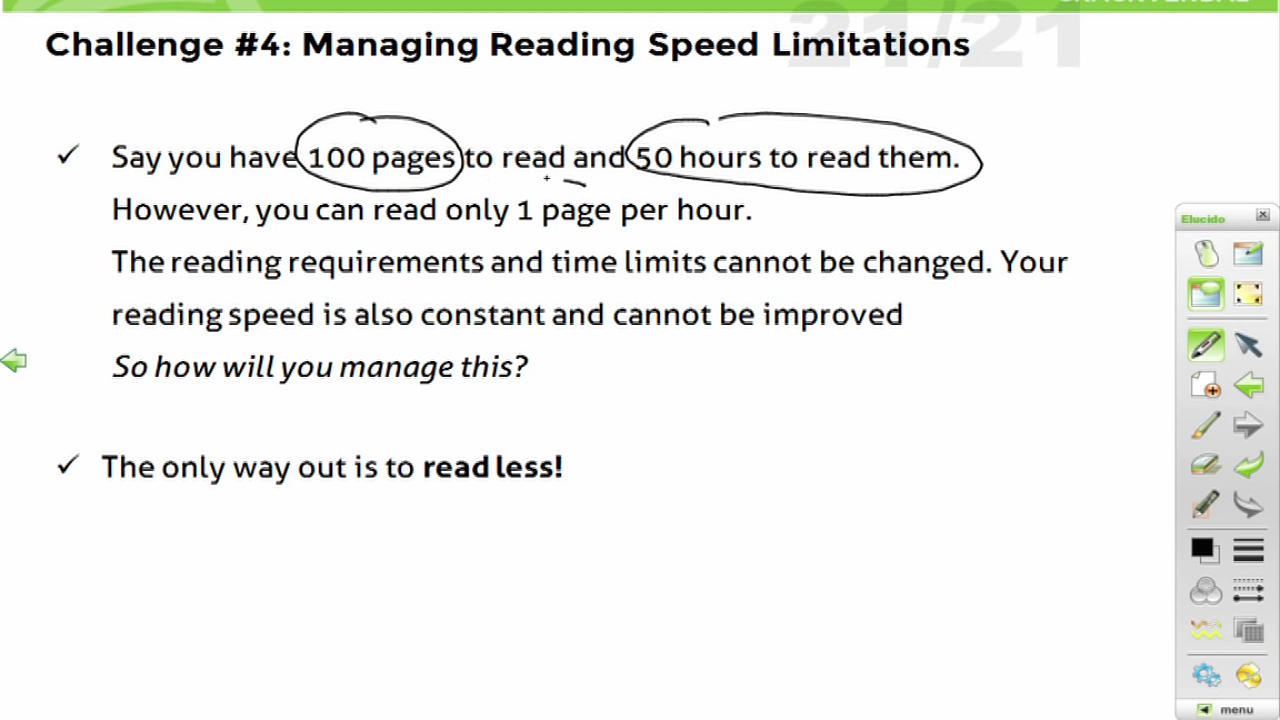 21/21
Challenge #4: Managing Reading Speed Limitations
✓ Say you have 100 pages to read and 50 hours to read them.
However, you can read only 1 page per hour.
The reading requirements and time limits cannot be changed. Your
reading speed is also constant and cannot be improved
So how will you manage this?
✓ The only way out is to read less!
Elucido
menu